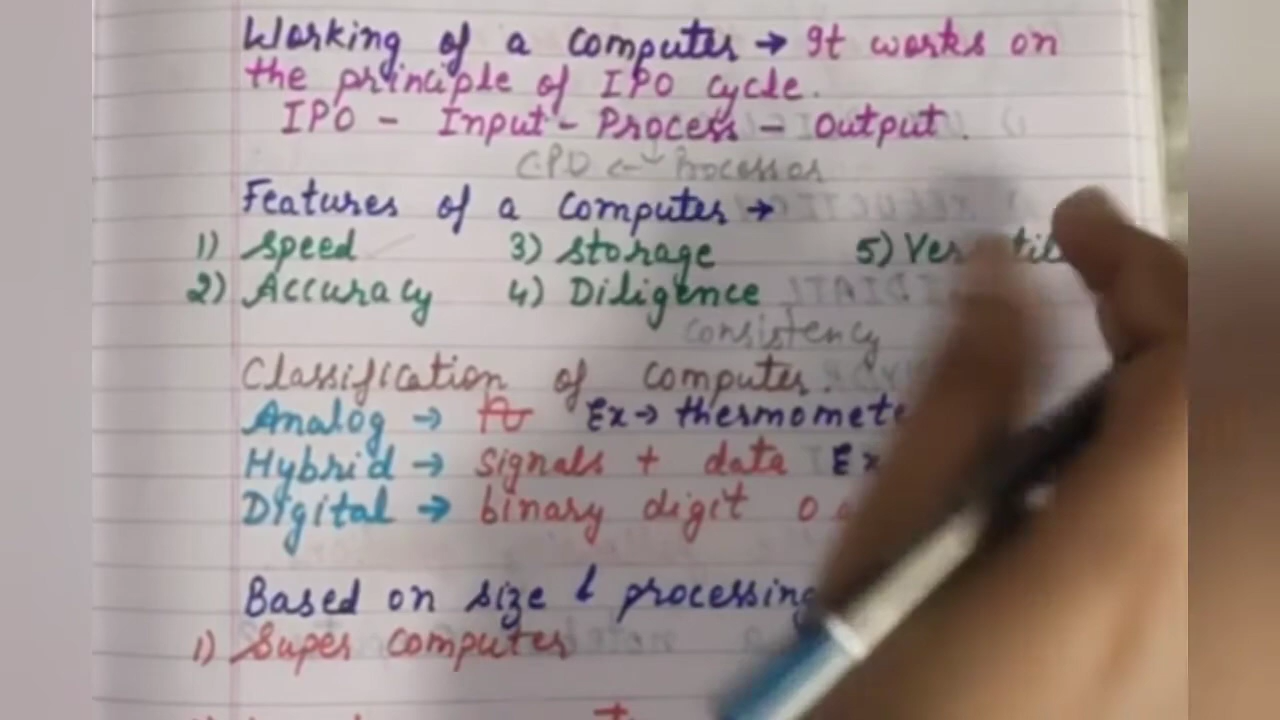 Working of a computer → It works on
the principle of IPO cycle.
IPO - Input - Process - Output.
CPU ← Processor
Features of a computer →
1) Speed 3) Storage 5)
2) Accuracy 4) Diligence
consistency
Classification of computer.
Analog → Ex →
Hybrid → Signals + data Ex
Digital → binary digit 0
Based on size & processing
1) Super computer